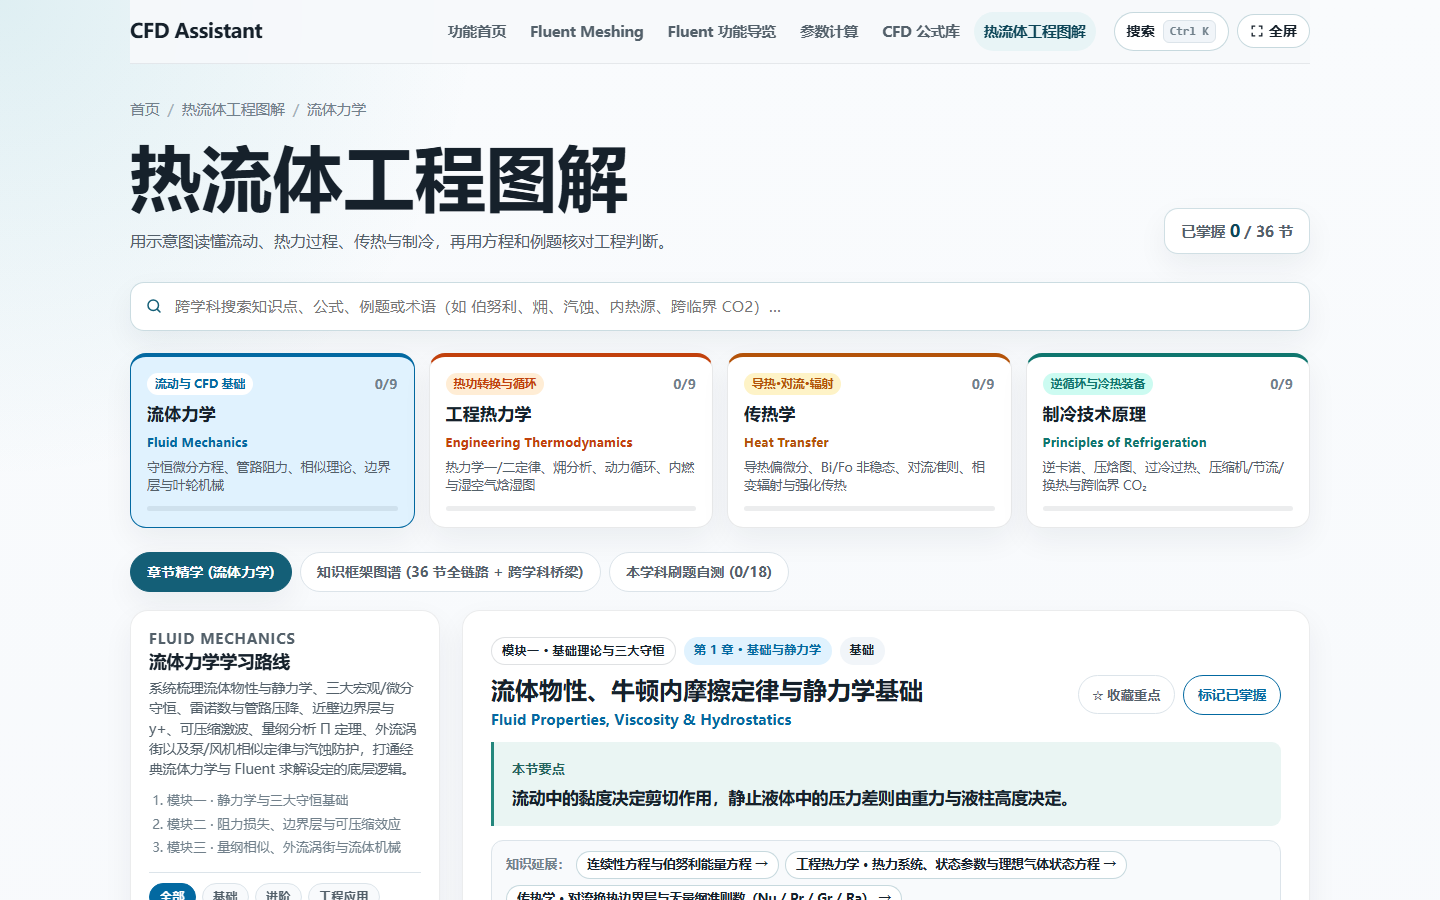 CFD Assistant
功能首页
Fluent Meshing
Fluent 功能导览
参数计算
CFD 公式库
热流体工程图解
搜索 Ctrl K
全屏
首页 / 热流体工程图解 / 流体力学
热流体工程图解
用示意图读懂流动、热力过程、传热与制冷，再用方程和例题核对工程判断。
已掌握 0 / 36 节
跨学科搜索知识点、公式、例题或术语（如 伯努利、㶲、汽蚀、内热源、跨临界 CO2）...
流动与 CFD 基础 0/9
流体力学
Fluid Mechanics
守恒微分方程、管路阻力、相似理论、边界
层与叶轮机械
热功转换与循环 0/9
工程热力学
Engineering Thermodynamics
热力学一/二定律、㶲分析、动力循环、内燃
与湿空气焓湿图
导热·对流·辐射 0/9
传热学
Heat Transfer
导热偏微分、Bi/Fo 非稳态、对流准则、相
变辐射与强化传热
逆循环与冷热装备 0/9
制冷技术原理
Principles of Refrigeration
逆卡诺、压焓图、过冷过热、压缩机/节流/
换热与跨临界 CO₂
章节精学 (流体力学)
知识框架图谱 (36 节全链路 + 跨学科桥梁)
本学科刷题自测 (0/18)
FLUID MECHANICS
流体力学学习路线
系统梳理流体物性与静力学、三大宏观/微分
守恒、雷诺数与管路压降、近壁边界层与
y+、可压缩激波、量纲分析 Π 定理、外流涡
街以及泵/风机相似定律与汽蚀防护，打通经
典流体力学与 Fluent 求解设定的底层逻辑。
1. 模块一 · 静力学与三大守恒基础
2. 模块二 · 阻力损失、边界层与可压缩效应
3. 模块三 · 量纲相似、外流涡街与流体机械
全部
基础
进阶
工程应用
模块一 · 基础理论与三大守恒
第 1 章 · 基础与静力学
基础
流体物性、牛顿内摩擦定律与静力学基础
Fluid Properties, Viscosity & Hydrostatics
☆ 收藏重点
标记已掌握
本节要点
流动中的黏度决定剪切作用，静止液体中的压力差则由重力与液柱高度决定。
知识延展：
连续性方程与伯努利能量方程 →
工程热力学 · 热力系统、状态参数与理想气体状态方程 →
传热学 · 对流换热边界层与无量纲准则数（Nu / Pr / Gr / Ra） →